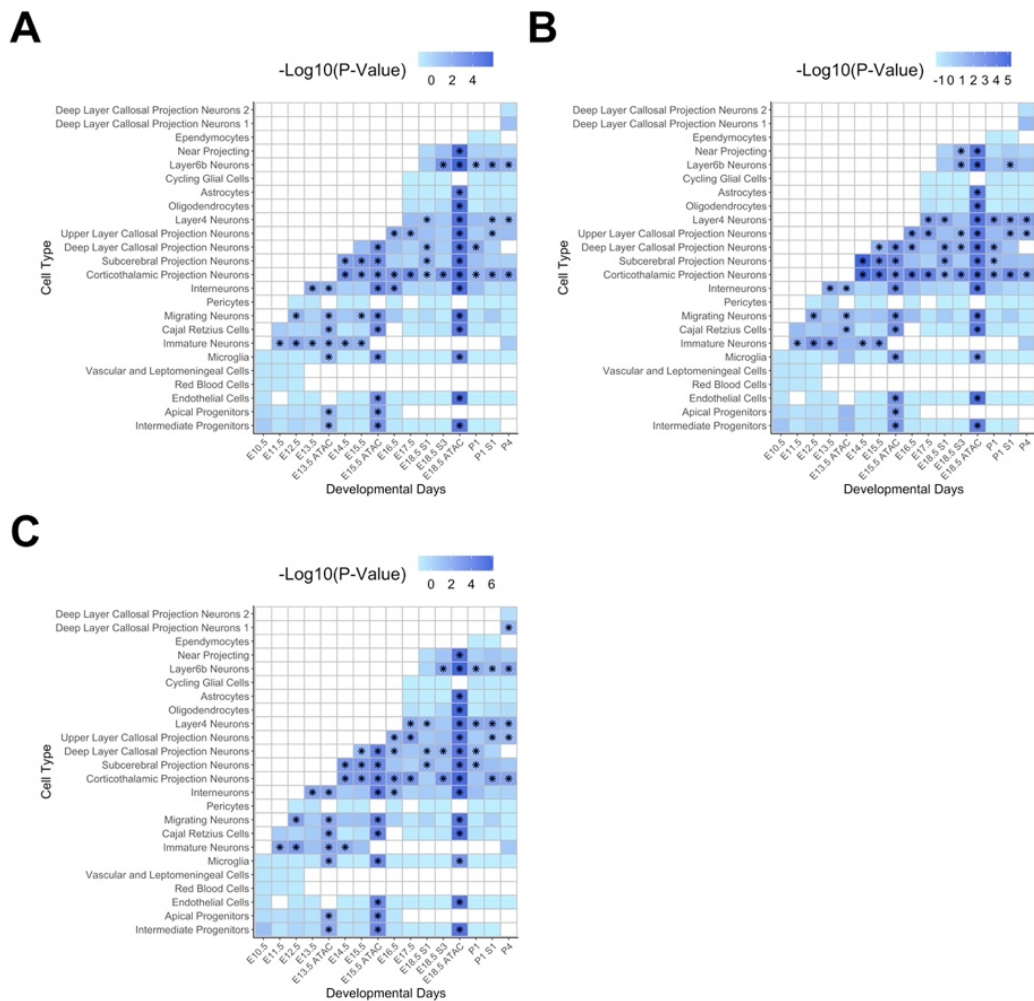 A
-Log10(P-Value)
0 2 4
Cell Type
Deep Layer Callosal Projection Neurons 2
Deep Layer Callosal Projection Neurons 1
Ependymocytes
Near Projecting
Layer6b Neurons
Cycling Glial Cells
Astrocytes
Oligodendrocytes
Layer4 Neurons
Upper Layer Callosal Projection Neurons
Deep Layer Callosal Projection Neurons
Subcerebral Projection Neurons
Corticothalamic Projection Neurons
Interneurons
Pericytes
Migrating Neurons
Cajal Retzius Cells
Immature Neurons
Microglia
Vascular and Leptomeningeal Cells
Red Blood Cells
Endothelial Cells
Apical Progenitors
Intermediate Progenitors
E10.5
E11.5
E12.5
E13.5
E13.5 ATAC
E14.5
E15.5
E15.5 ATAC
E16.5
E17.5
E18.5 S1
E18.5 S3
E18.5 ATAC
P1
P1 S1
P4
Developmental Days
B
-Log10(P-Value)
-10 1 2 3 4 5
Cell Type
Deep Layer Callosal Projection Neurons 2
Deep Layer Callosal Projection Neurons 1
Ependymocytes
Near Projecting
Layer6b Neurons
Cycling Glial Cells
Astrocytes
Oligodendrocytes
Layer4 Neurons
Upper Layer Callosal Projection Neurons
Deep Layer Callosal Projection Neurons
Subcerebral Projection Neurons
Corticothalamic Projection Neurons
Interneurons
Pericytes
Migrating Neurons
Cajal Retzius Cells
Immature Neurons
Microglia
Vascular and Leptomeningeal Cells
Red Blood Cells
Endothelial Cells
Apical Progenitors
Intermediate Progenitors
E10.5
E11.5
E12.5
E13.5
E13.5 ATAC
E14.5
E15.5
E15.5 ATAC
E16.5
E17.5
E18.5 S1
E18.5 S3
E18.5 ATAC
P1
P1 S1
P4
Developmental Days
C
-Log10(P-Value)
0 2 4 6
Cell Type
Deep Layer Callosal Projection Neurons 2
Deep Layer Callosal Projection Neurons 1
Ependymocytes
Near Projecting
Layer6b Neurons
Cycling Glial Cells
Astrocytes
Oligodendrocytes
Layer4 Neurons
Upper Layer Callosal Projection Neurons
Deep Layer Callosal Projection Neurons
Subcerebral Projection Neurons
Corticothalamic Projection Neurons
Interneurons
Pericytes
Migrating Neurons
Cajal Retzius Cells
Immature Neurons
Microglia
Vascular and Leptomeningeal Cells
Red Blood Cells
Endothelial Cells
Apical Progenitors
Intermediate Progenitors
E10.5
E11.5
E12.5
E13.5
E13.5 ATAC
E14.5
E15.5
E15.5 ATAC
E16.5
E17.5
E18.5 S1
E18.5 S3
E18.5 ATAC
P1
P1 S1
P4
Developmental Days